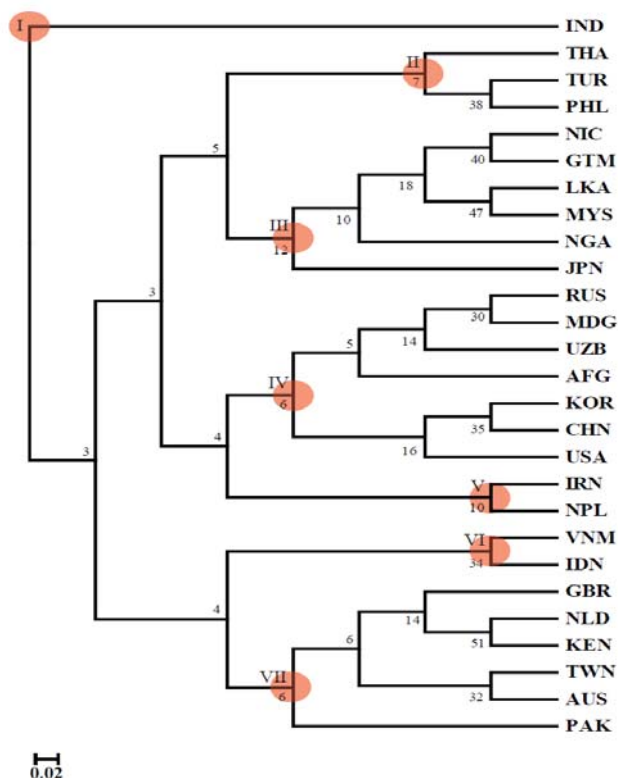 I
IND
THA
II
7
TUR
38
PHL
NIC
5
40
GTM
18
LKA
47
MYS
10
III
NGA
12
JPN
3
RUS
30
MDG
5
14
UZB
IV
AFG
6
KOR
35
CHN
4
16
USA
3
V
IRN
10
NPL
VI
VNM
34
IDN
4
GBR
14
NLD
6
51
KEN
VII
TWN
6
32
AUS
PAK
0.02